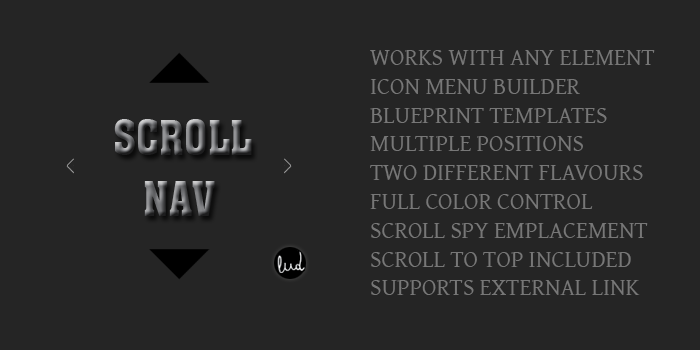 SCROLL
NAV
lud
WORKS WITH ANY ELEMENT
ICON MENU BUILDER
BLUEPRINT TEMPLATES
MULTIPLE POSITIONS
TWO DIFFERENT FLAVOURS
FULL COLOR CONTROL
SCROLL SPY EMPLACEMENT
SCROLL TO TOP INCLUDED
SUPPORTS EXTERNAL LINK